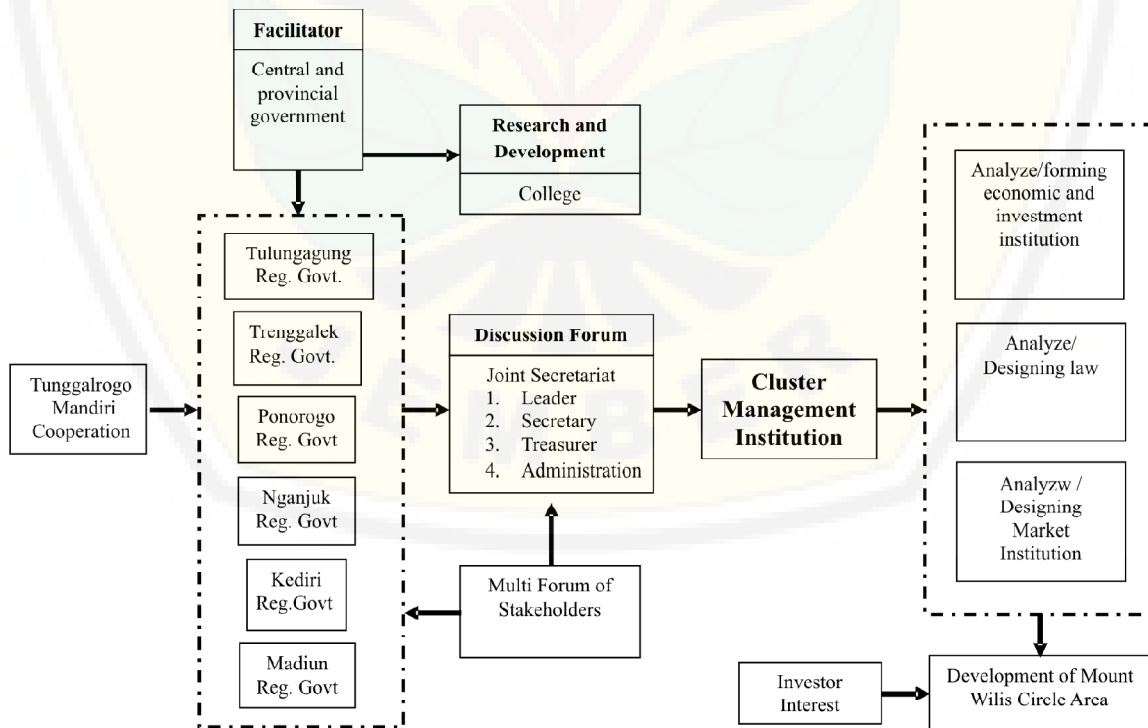 Facilitator
Central and
provincial
government
Research and
Development
College
Tulungagung
Reg. Govt.
Trenggalek
Reg. Govt.
Ponorogo
Reg. Govt
Nganjuk
Reg. Govt
Kediri
Reg.Govt
Madiun
Reg. Govt
Tunggalrogo
Mandiri
Cooperation
Discussion Forum
Joint Secretariat
1. Leader
2. Secretary
3. Treasurer
4. Administration
Multi Forum of
Stakeholders
Cluster
Management
Institution
Analyze/forming
economic and
investment
institution
Analyze/
Designing law
Analyzw /
Designing
Market
Institution
Investor
Interest
Development of Mount
Wilis Circle Area
EMBER